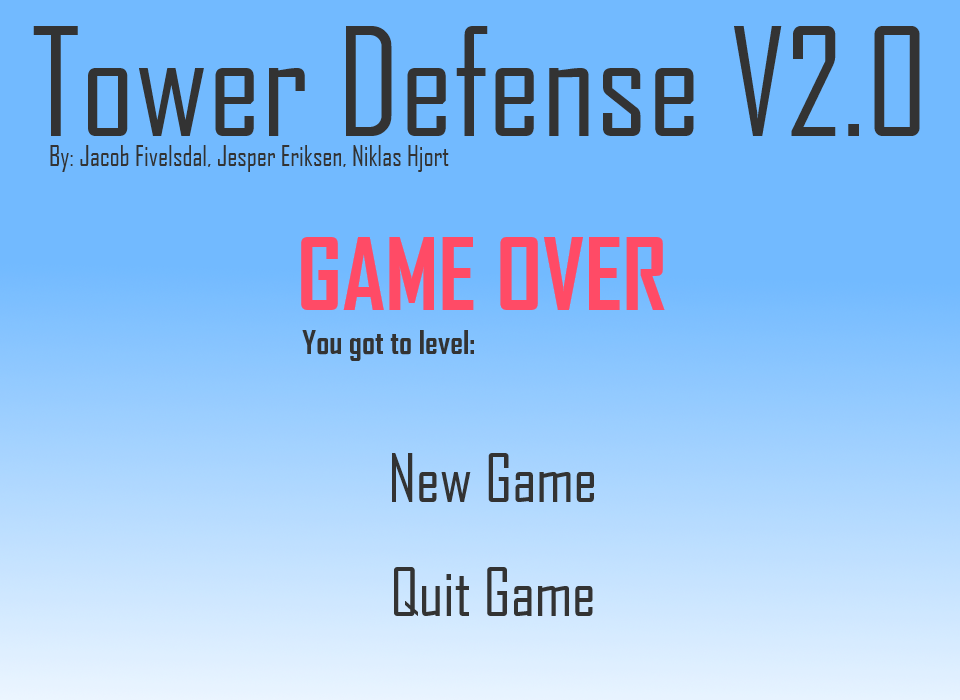 Tower Defense V2.0
By: Jacob Fivelsdal, Jesper Eriksen, Niklas Hjort
GAME OVER
You got to level:
New Game
Quit Game